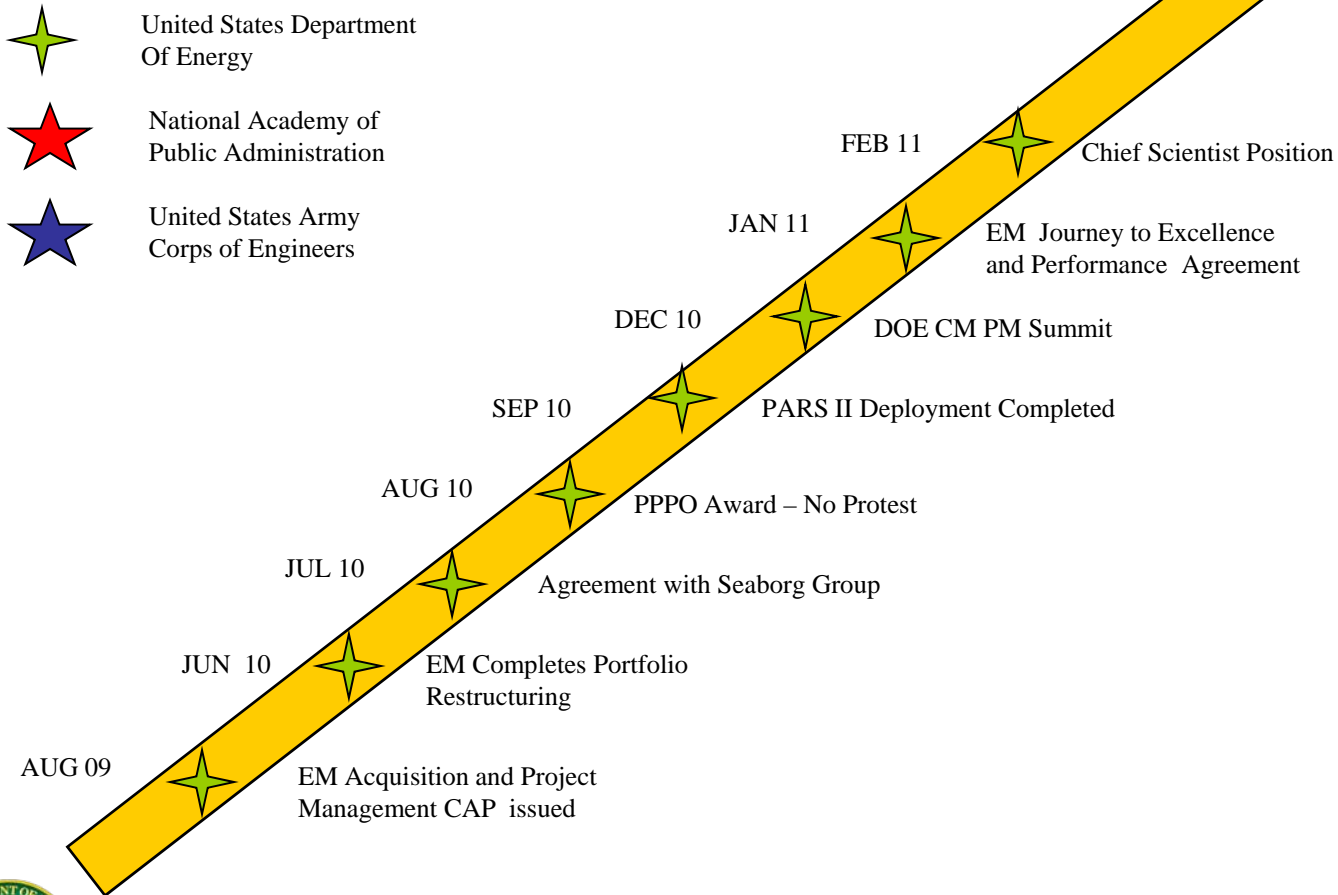 United States Department
Of Energy
National Academy of
Public Administration
United States Army
Corps of Engineers
FEB 11
Chief Scientist Position
JAN 11
EM  Journey to Excellence
and Performance  Agreement
DEC 10
DOE CM PM Summit
SEP 10
PARS II Deployment Completed
AUG 10
PPPO Award – No Protest
JUL 10
Agreement with Seaborg Group
JUN  10
EM Completes Portfolio
Restructuring
AUG 09
EM Acquisition and Project
Management CAP  issued